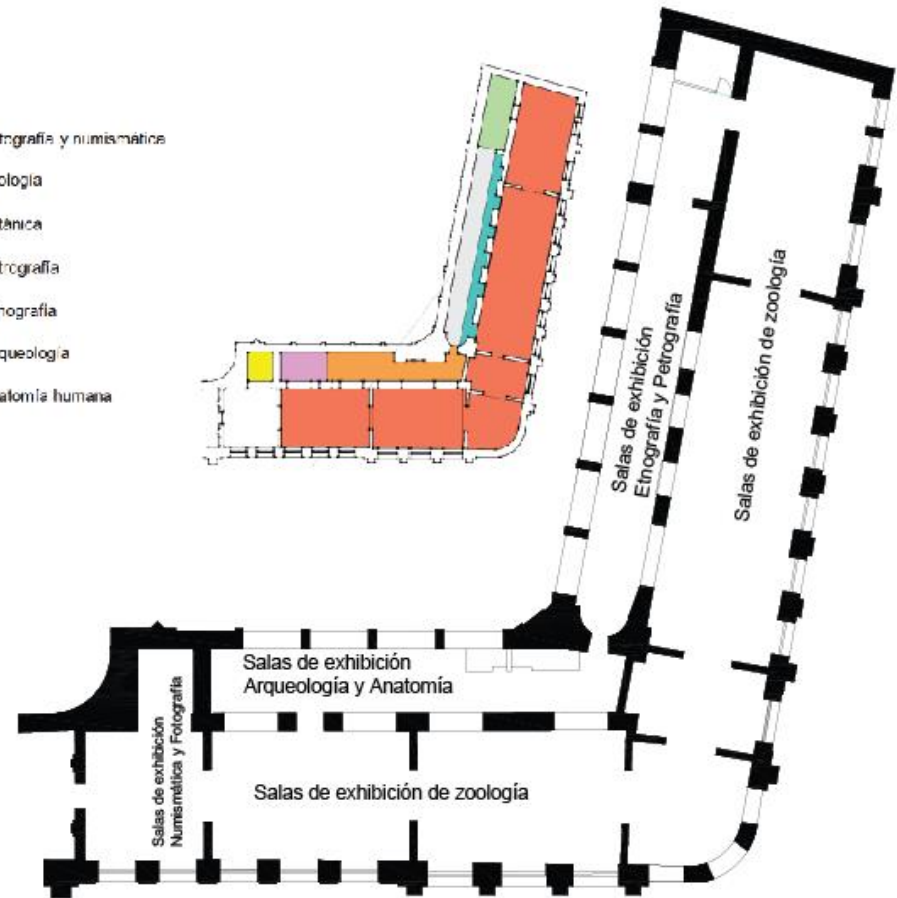 tografía y numismática
ología
tánica
trografía
nografía
queología
atomía humana
Salas de exhibición
Etnografía y Petrografía
Salas de exhibición de zoología
Salas de exhibición
Arqueología y Anatomía
Salas de exhibición
Numismática y Fotografía
Salas de exhibición de zoología